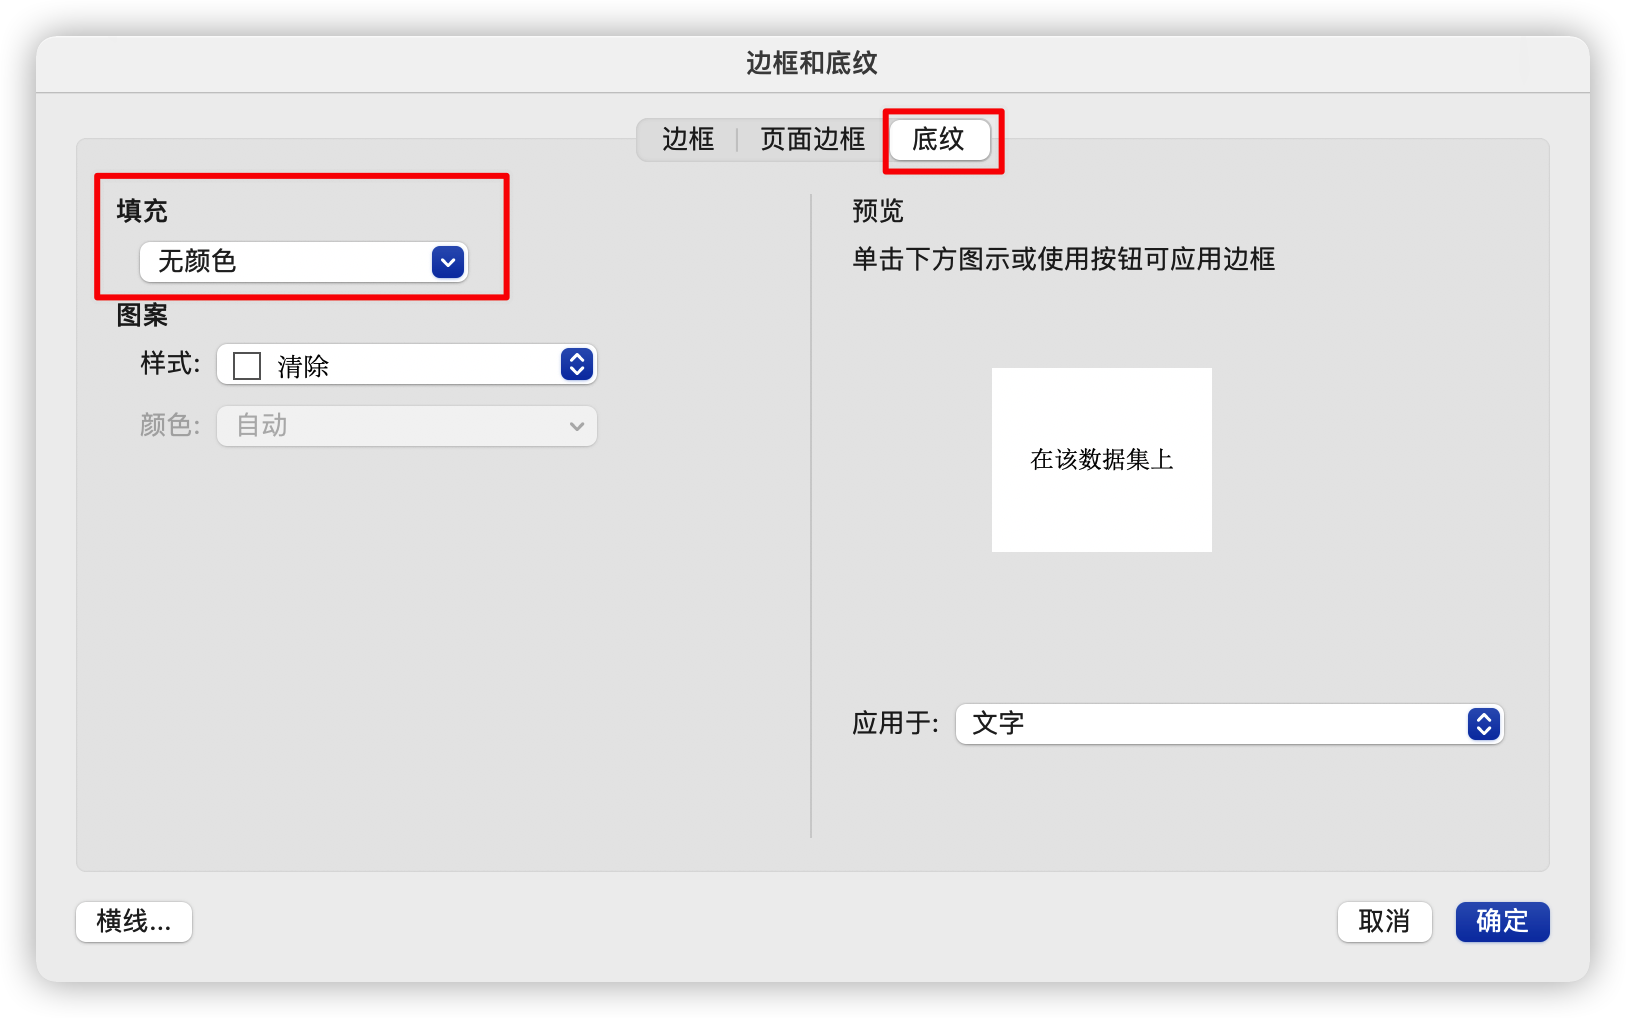 边框和底纹
边框
页面边框
底纹
填充
无颜色
图案
样式:
清除
颜色:
自动
预览
单击下方图示或使用按钮可应用边框
在该数据集上
应用于:
文字
横线...
取消
确定